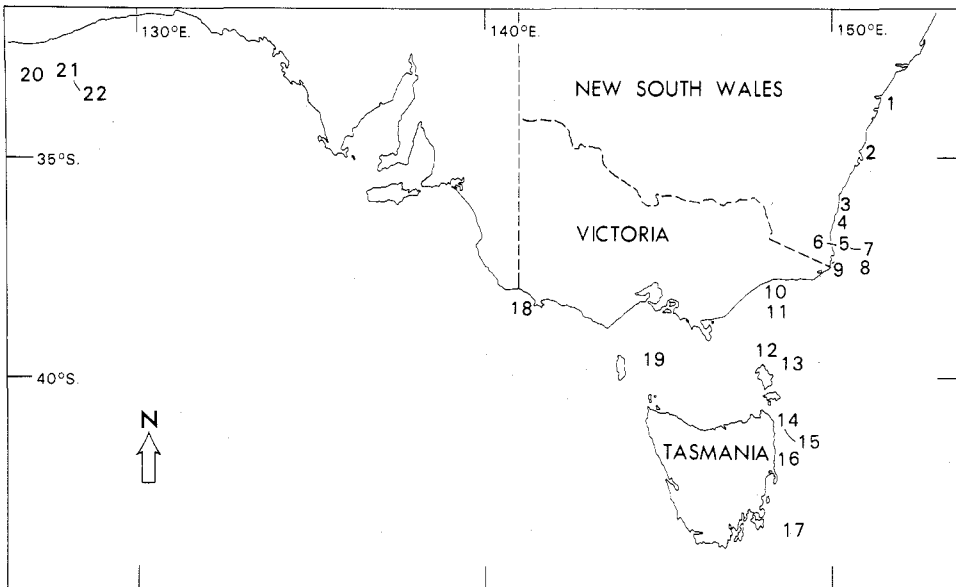 130°E.
140°E.
150°E.
20 21
22
NEW SOUTH WALES
1
35°S.
2
3
4
VICTORIA
6 5 7
9 8
10
11
18
12 13
19
40°S.
N
14
15
TASMANIA
16
17